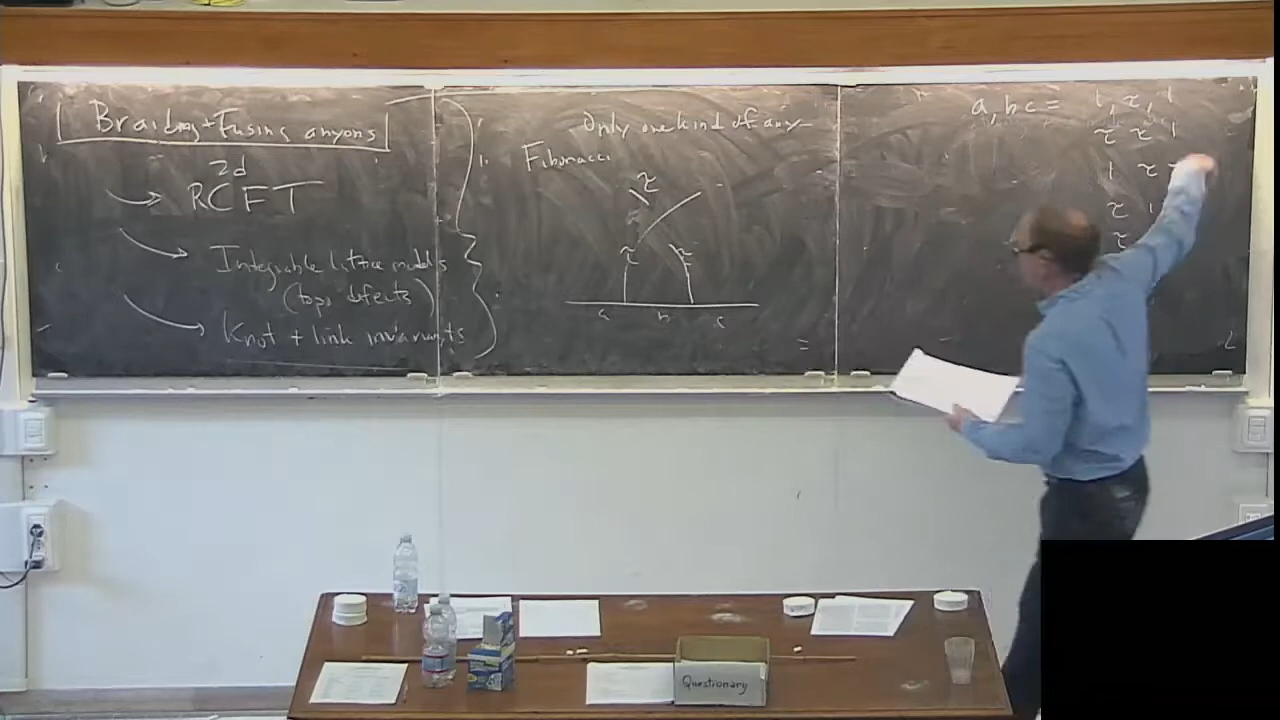 Braiding + Fusing anyons
2d
RCFT
Integrable lattice models
(topo defects)
Knot + link invariants
Only one kind of any
Fibonacci
τ
τ τ
a b c
=
a, b c = 1, τ, 1
τ τ 1
1 τ τ
τ 1
τ
Questionary